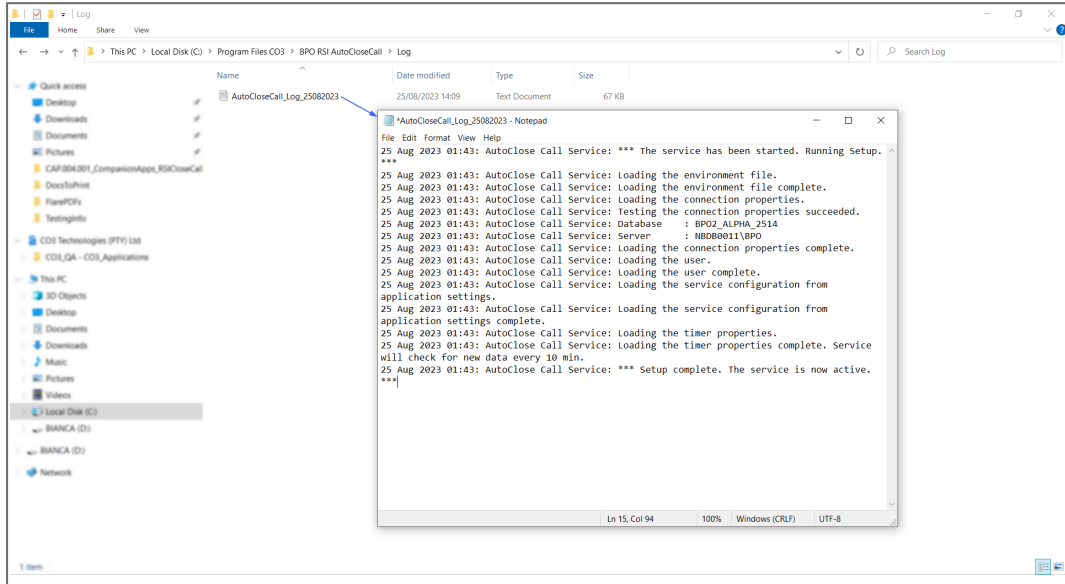 Log
File Home Share View
> This PC > Local Disk (C:) > Program Files CO3 > BPO RSI AutoCloseCall > Log
Search Log
Name Date modified Type Size
AutoCloseCall_Log_25082023 25/08/2023 14:09 Text Document 67 KB
Quick access
Desktop
Downloads
Documents
Pictures
CAP.004.001_CompanionApps_RSICloseCal
DocsToPrint
FlarePDFs
TestingInfo
CO3 Technologies (PTY) Ltd
CO3_QA - CO3_Applications
This PC
3D Objects
Desktop
Documents
Downloads
Music
Pictures
Videos
Local Disk (C:)
BIANCA (D:)
BIANCA (D:)
Network
1 item
*AutoCloseCall_Log_25082023 - Notepad
File Edit Format View Help
25 Aug 2023 01:43: AutoClose Call Service: *** The service has been started. Running Setup.
***
25 Aug 2023 01:43: AutoClose Call Service: Loading the environment file.
25 Aug 2023 01:43: AutoClose Call Service: Loading the environment file complete.
25 Aug 2023 01:43: AutoClose Call Service: Loading the connection properties.
25 Aug 2023 01:43: AutoClose Call Service: Testing the connection properties succeeded.
25 Aug 2023 01:43: AutoClose Call Service: Database : BPO2_ALPHA_2514
25 Aug 2023 01:43: AutoClose Call Service: Server : NBDB0011\BPO
25 Aug 2023 01:43: AutoClose Call Service: Loading the connection properties complete.
25 Aug 2023 01:43: AutoClose Call Service: Loading the user.
25 Aug 2023 01:43: AutoClose Call Service: Loading the user complete.
25 Aug 2023 01:43: AutoClose Call Service: Loading the service configuration from
application settings.
25 Aug 2023 01:43: AutoClose Call Service: Loading the service configuration from
application settings complete.
25 Aug 2023 01:43: AutoClose Call Service: Loading the timer properties.
25 Aug 2023 01:43: AutoClose Call Service: Loading the timer properties complete. Service
will check for new data every 10 min.
25 Aug 2023 01:43: AutoClose Call Service: *** Setup complete. The service is now active.
***
Ln 15, Col 94 100% Windows (CRLF) UTF-8